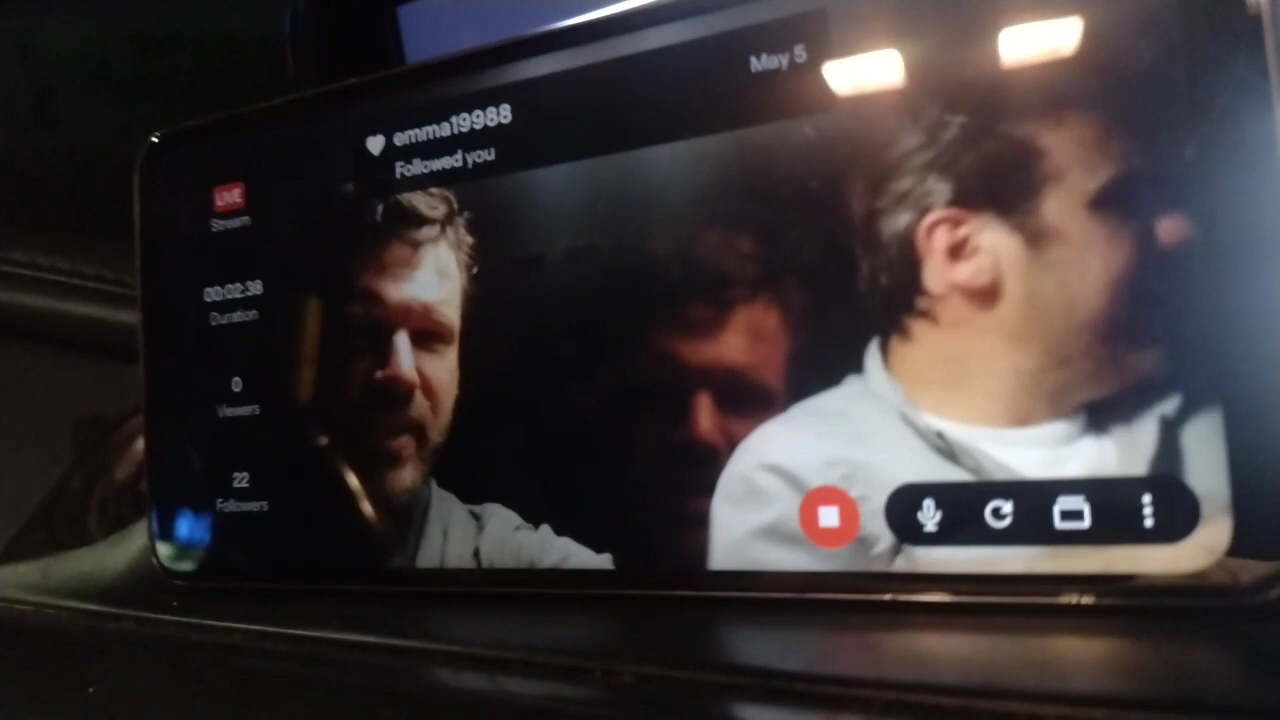 May 5
emma19988
Followed you
LIVE
Stream
00:02:38
Duration
0
Viewers
22
Followers